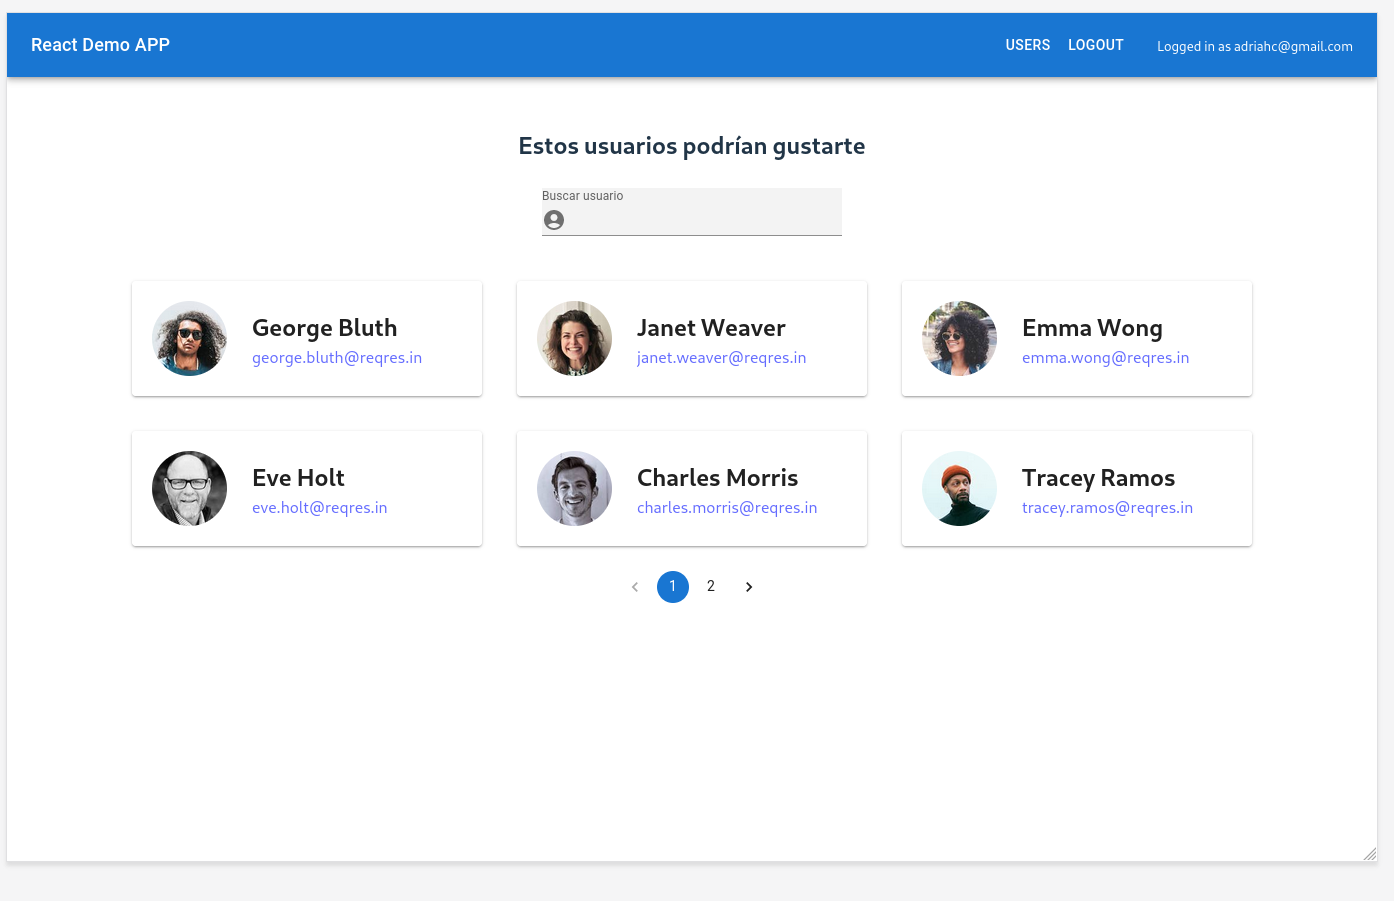 React Demo APP
USERS LOGOUT Logged in as adriahc@gmail.com
Estos usuarios podrían gustarte
Buscar usuario
George Bluth
george.bluth@reqres.in
Janet Weaver
janet.weaver@reqres.in
Emma Wong
emma.wong@reqres.in
Eve Holt
eve.holt@reqres.in
Charles Morris
charles.morris@reqres.in
Tracey Ramos
tracey.ramos@reqres.in
1 2